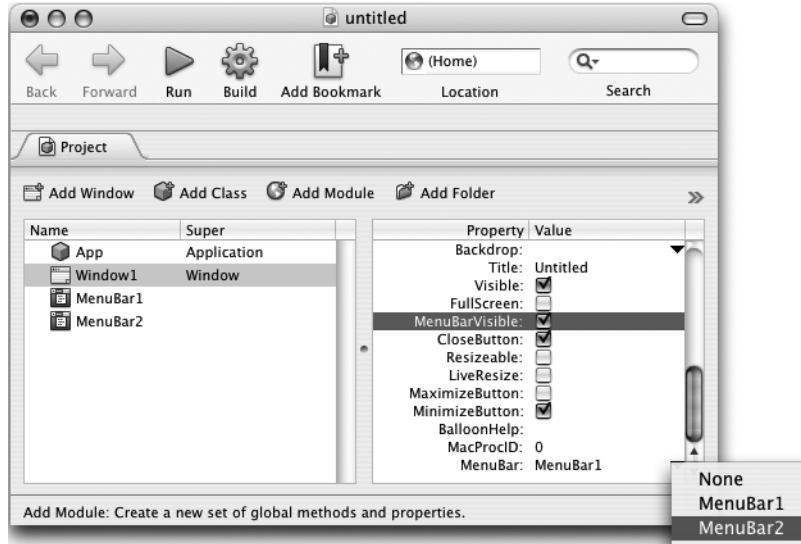 untitled
Back Forward Run Build Add Bookmark (Home) Location Search
Project
Add Window Add Class Add Module Add Folder
Name Super
App Application
Window1 Window
MenuBar1
MenuBar2
Property Value
Backdrop:
Title: Untitled
Visible:
FullScreen:
MenuBarVisible:
CloseButton:
Resizeable:
LiveResize:
MaximizeButton:
MinimizeButton:
BalloonHelp:
MacProcID: 0
MenuBar: MenuBar1
None
MenuBar1
MenuBar2
Add Module: Create a new set of global methods and properties.